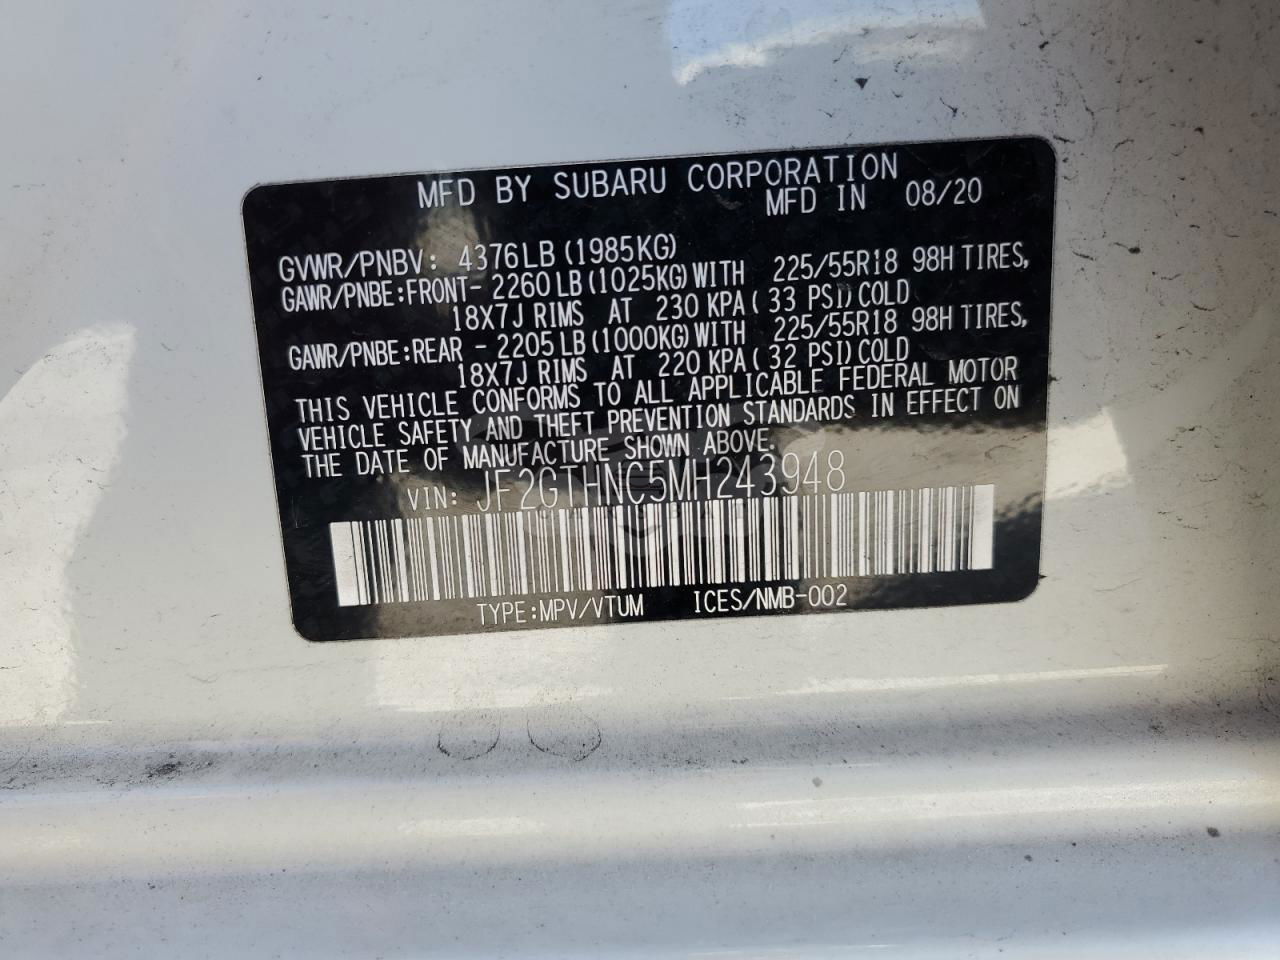 MFD BY SUBARU CORPORATION
MFD IN 08/20
GVWR/PNBV: 4376LB (1985KG)
GAWR/PNBE:FRONT- 2260LB (1025KG) WITH 225/55R18 98H TIRES,
18X7J RIMS AT 230 KPA ( 33 PSI) COLD
GAWR/PNBE:REAR - 2205LB (1000KG) WITH 225/55R18 98H TIRES,
18X7J RIMS AT 220 KPA ( 32 PSI) COLD
THIS VEHICLE CONFORMS TO ALL APPLICABLE FEDERAL MOTOR
VEHICLE SAFETY AND THEFT PREVENTION STANDARDS IN EFFECT ON
THE DATE OF MANUFACTURE SHOWN ABOVE.
VIN: JF2GTHNC5MH243948
TYPE:MPV/VTUM ICES/NMB-002